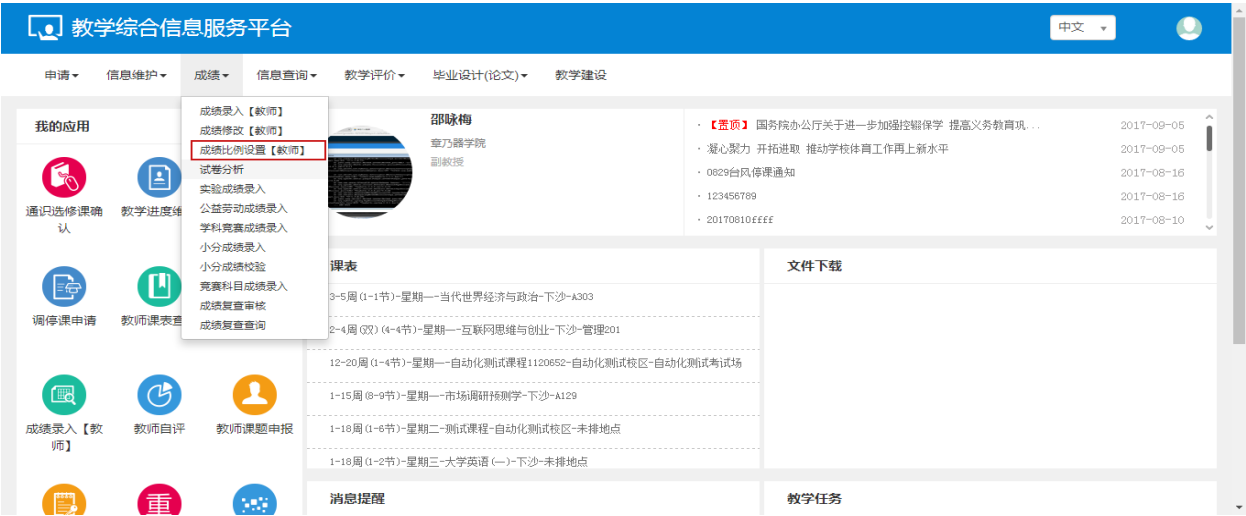 教学综合信息服务平台
中文
申请 信息维护 成绩 信息查询 教学评价 毕业设计(论文) 教学建设
我的应用
通识选修课确认
教学进度维
调停课申请
教师课表查
成绩录入【教师】
教师自评
教师课题申报
重
成绩录入【教师】
成绩修改【教师】
成绩比例设置【教师】
试卷分析
实验成绩录入
公益劳动成绩录入
学科竞赛成绩录入
小分成绩录入
小分成绩校验
竞赛科目成绩录入
成绩复查审核
成绩复查查询
邵咏梅
章乃器学院
副教授
· 【置顶】 国务院办公厅关于进一步加强控辍保学 提高义务教育巩... 2017-09-05
· 凝心聚力 开拓进取 推动学校体育工作再上新水平 2017-09-05
· 0829台风停课通知 2017-08-16
· 123456789 2017-08-16
· 20170810ffff 2017-08-10
课表
3-5周(1-1节)-星期一-当代世界经济与政治-下沙-A303
2-4周(双)(4-4节)-星期一-互联网思维与创业-下沙-管理201
12-20周(1-4节)-星期一-自动化测试课程1120652-自动化测试校区-自动化测试考试场
1-15周(8-9节)-星期一-市场调研预测学-下沙-A129
1-18周(1-6节)-星期二-测试课程-自动化测试校区-未排地点
1-18周(1-2节)-星期三-大学英语(一)-下沙-未排地点
文件下载
消息提醒
教学任务